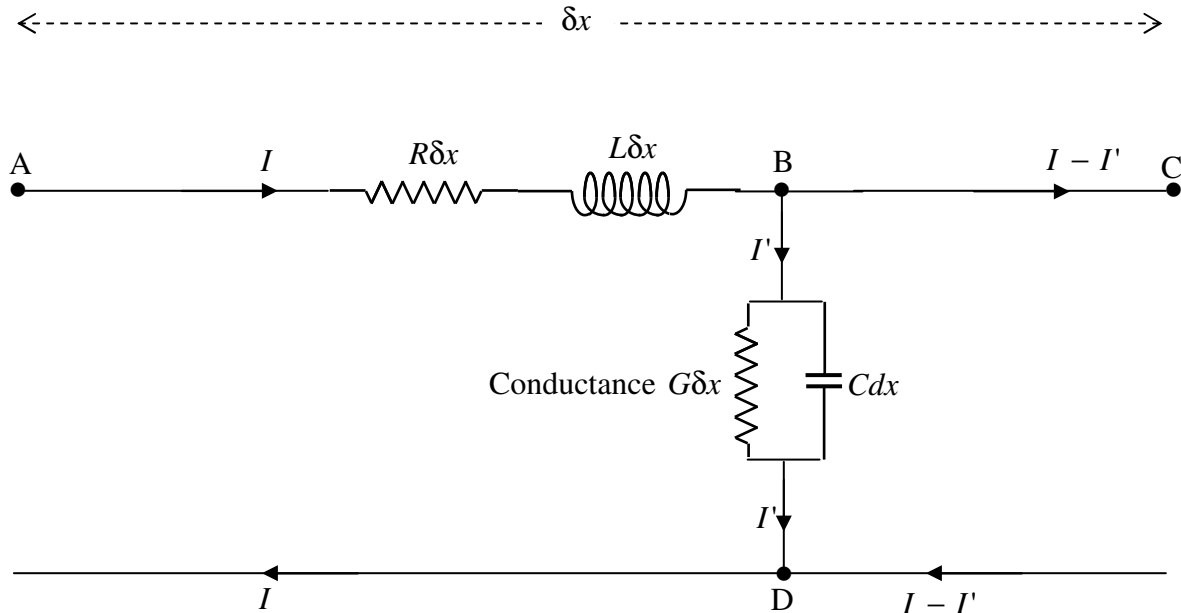 δx
A I Rδx Lδx B I – I' C
I'
Conductance Gδx Cdx
I'
I D I – I'